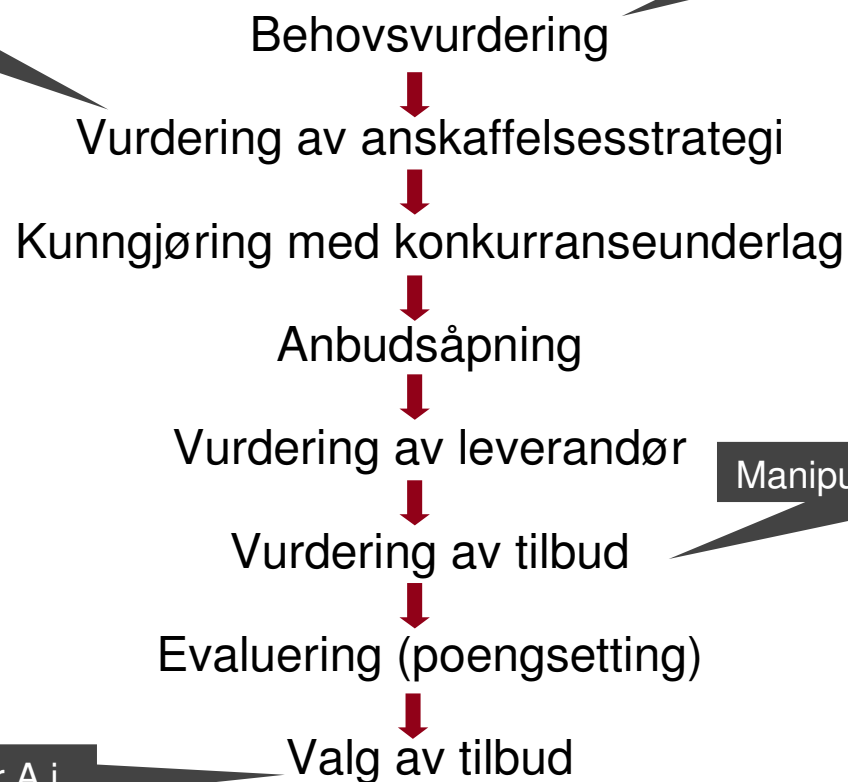 Behovsvurdering
Vurdering av anskaffelsesstrategi
Kunngjøring med konkurranseunderlag
Anbudsåpning
Vurdering av leverandør
Manipu
Vurdering av tilbud
Evaluering (poengsetting)
Valg av tilbud
r A i